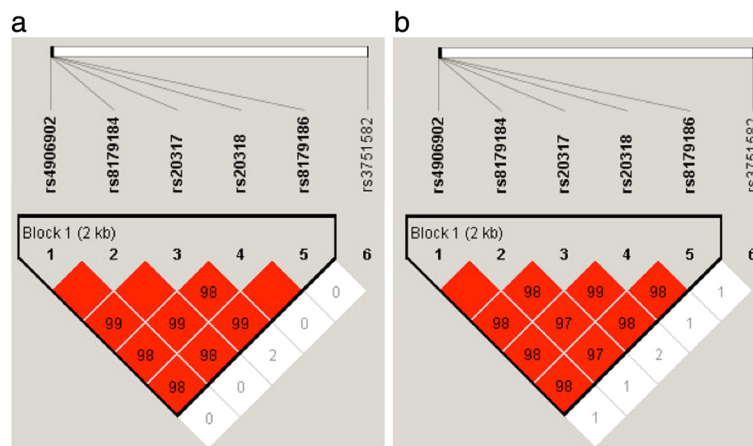 a
b
rs4906902 rs8179184 rs20317 rs20318 rs8179186 rs3751582
rs4906902 rs8179184 rs20317 rs20318 rs8179186 rs3751582
Block 1 (2 kb)
1 2 3 4 5 6
98 0
99 99 99 0
98 98 2
98 0
0
Block 1 (2 kb)
1 2 3 4 5 6
98 99 98 1
98 97 98 1
98 97 2
98 1
1